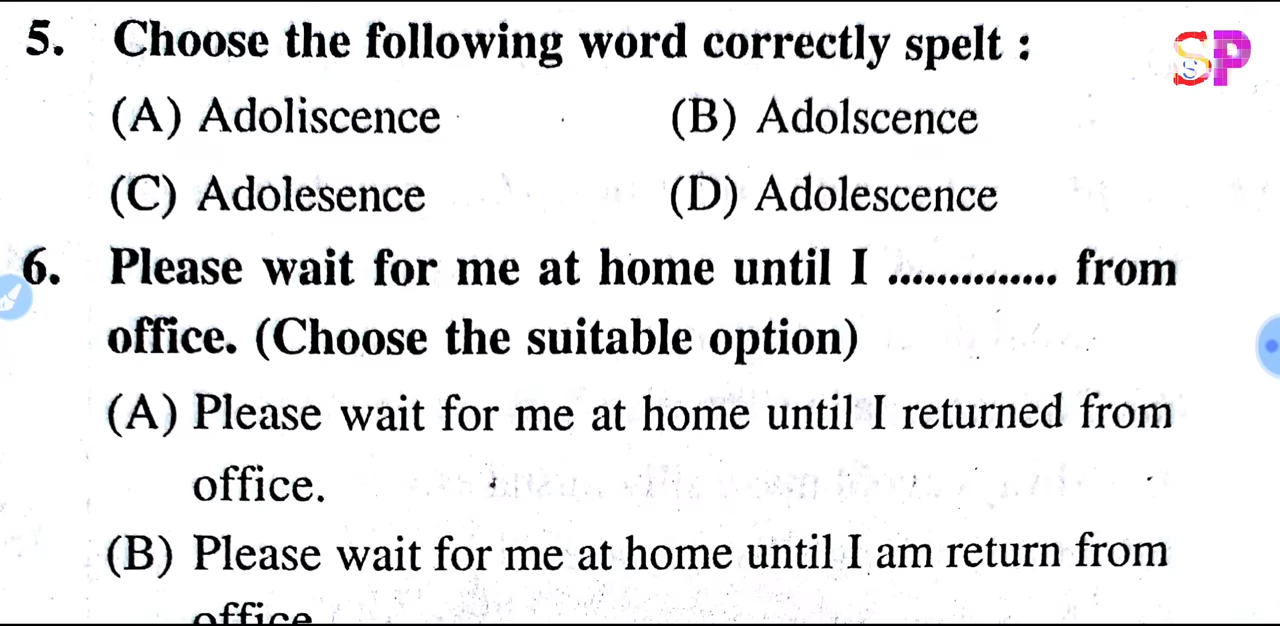 5. Choose the following word correctly spelt :
SP
S
(A) Adoliscence (B) Adolscence
(C) Adolesence (D) Adolescence
6. Please wait for me at home until I .............. from
office. (Choose the suitable option)
(A) Please wait for me at home until I returned from
office.
(B) Please wait for me at home until I am return from
office